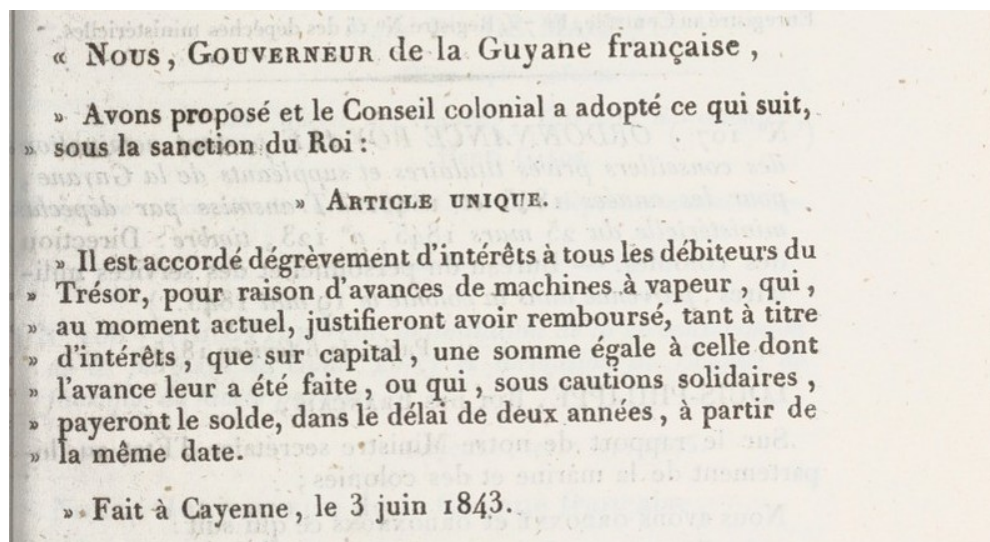 « NOUS, GOUVERNEUR de la Guyane française,
» Avons proposé et le Conseil colonial a adopté ce qui suit,
» sous la sanction du Roi :
» ARTICLE UNIQUE.
» Il est accordé dégrèvement d'intérêts à tous les débiteurs du
» Trésor, pour raison d'avances de machines à vapeur, qui,
» au moment actuel, justifieront avoir remboursé, tant à titre
» d'intérêts, que sur capital, une somme égale à celle dont
» l'avance leur a été faite, ou qui, sous cautions solidaires,
» payeront le solde, dans le délai de deux années, à partir de
» la même date.
» Fait à Cayenne, le 3 juin 1843.